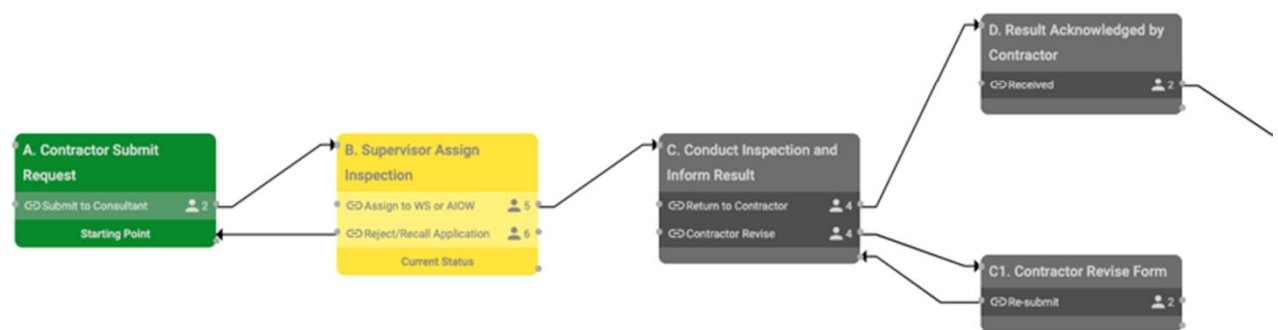 A. Contractor Submit
Request
Submit to Consultant 2
Starting Point
B. Supervisor Assign
Inspection
Assign to WS or AIOW 5
Reject/Recall Application 6
Current Status
C. Conduct Inspection and
Inform Result
Return to Contractor 4
Contractor Revise 4
D. Result Acknowledged by
Contractor
Received 2
C1. Contractor Revise Form
Re-submit 2